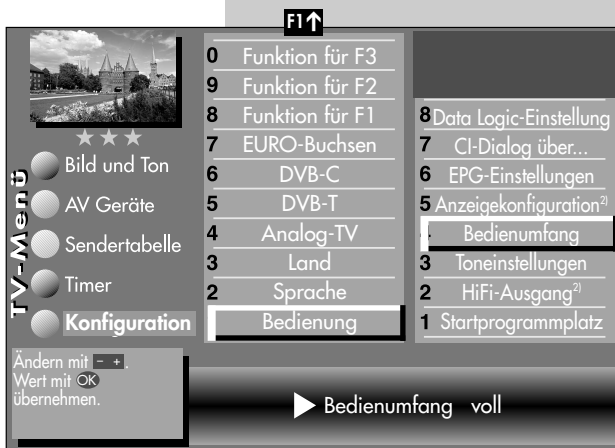 F1↑
TV-Menü
Bild und Ton
AV Geräte
Sendertabelle
Timer
Konfiguration
0 Funktion für F3
9 Funktion für F2
8 Funktion für F1
7 EURO-Buchsen
6 DVB-C
5 DVB-T
4 Analog-TV
3 Land
2 Sprache
Bedienung
8 Data Logic-Einstellung
7 CI-Dialog über...
6 EPG-Einstellungen
5 Anzeigekonfiguration2)
Bedienumfang
3 Toneinstellungen
2 HiFi-Ausgang2)
1 Startprogrammplatz
Ändern mit - + .
Wert mit OK
übernehmen.
Bedienumfang voll